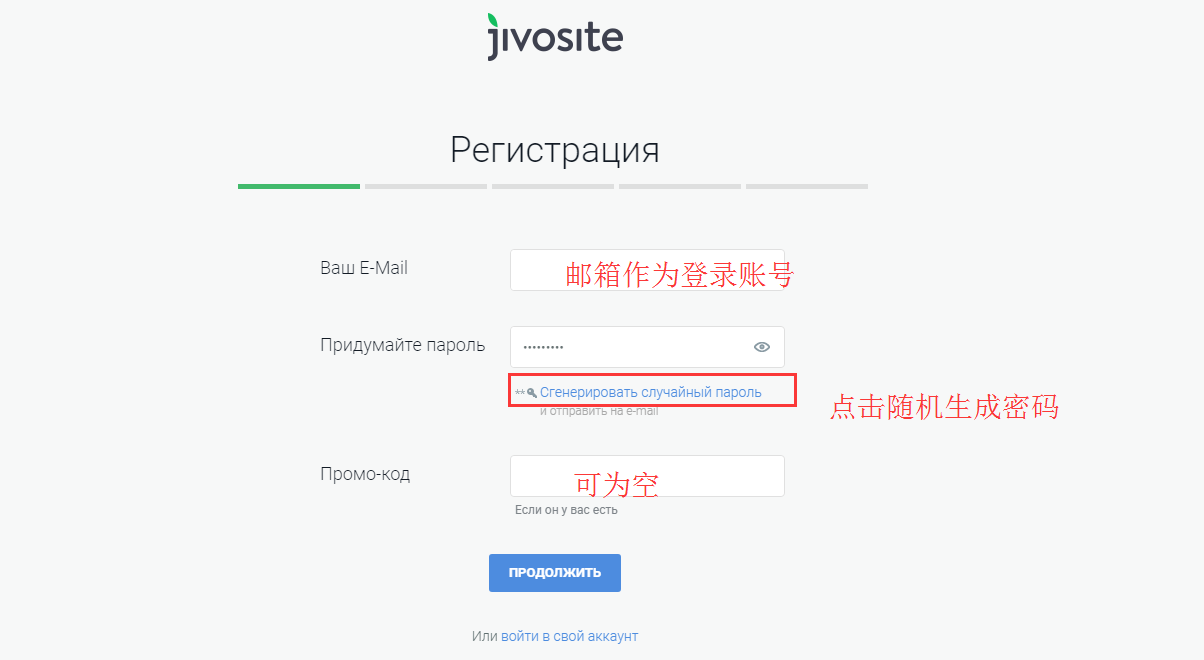 jivosite
Регистрация
Ваш E-Mail
邮箱作为登录账号
Придумайте пароль
•••••••••
** Сгенерировать случайный пароль
и отправить на e-mail
点击随机生成密码
Промо-код
可为空
Если он у вас есть
ПРОДОЛЖИТЬ
Или войти в свой аккаунт